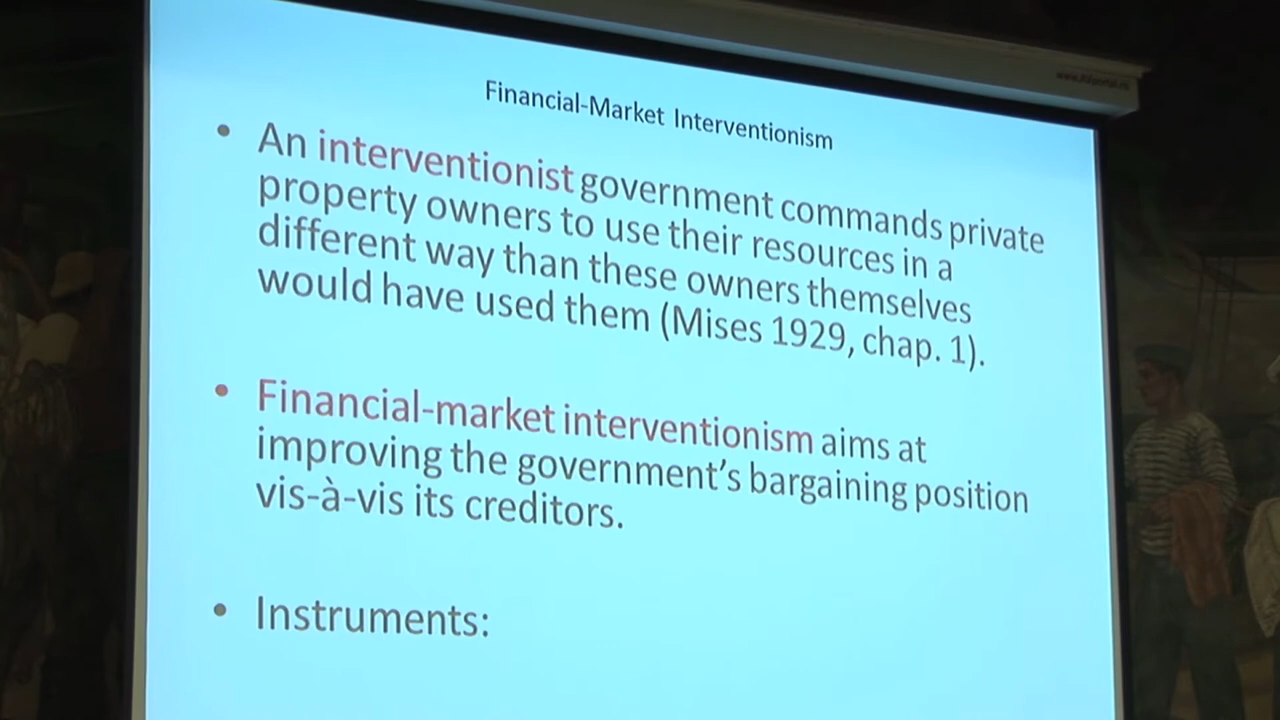 Financial-Market Interventionism
• An interventionist government commands private
property owners to use their resources in a
different way than these owners themselves
would have used them (Mises 1929, chap. 1).
• Financial-market interventionism aims at
improving the government's bargaining position
vis-à-vis its creditors.
• Instruments: